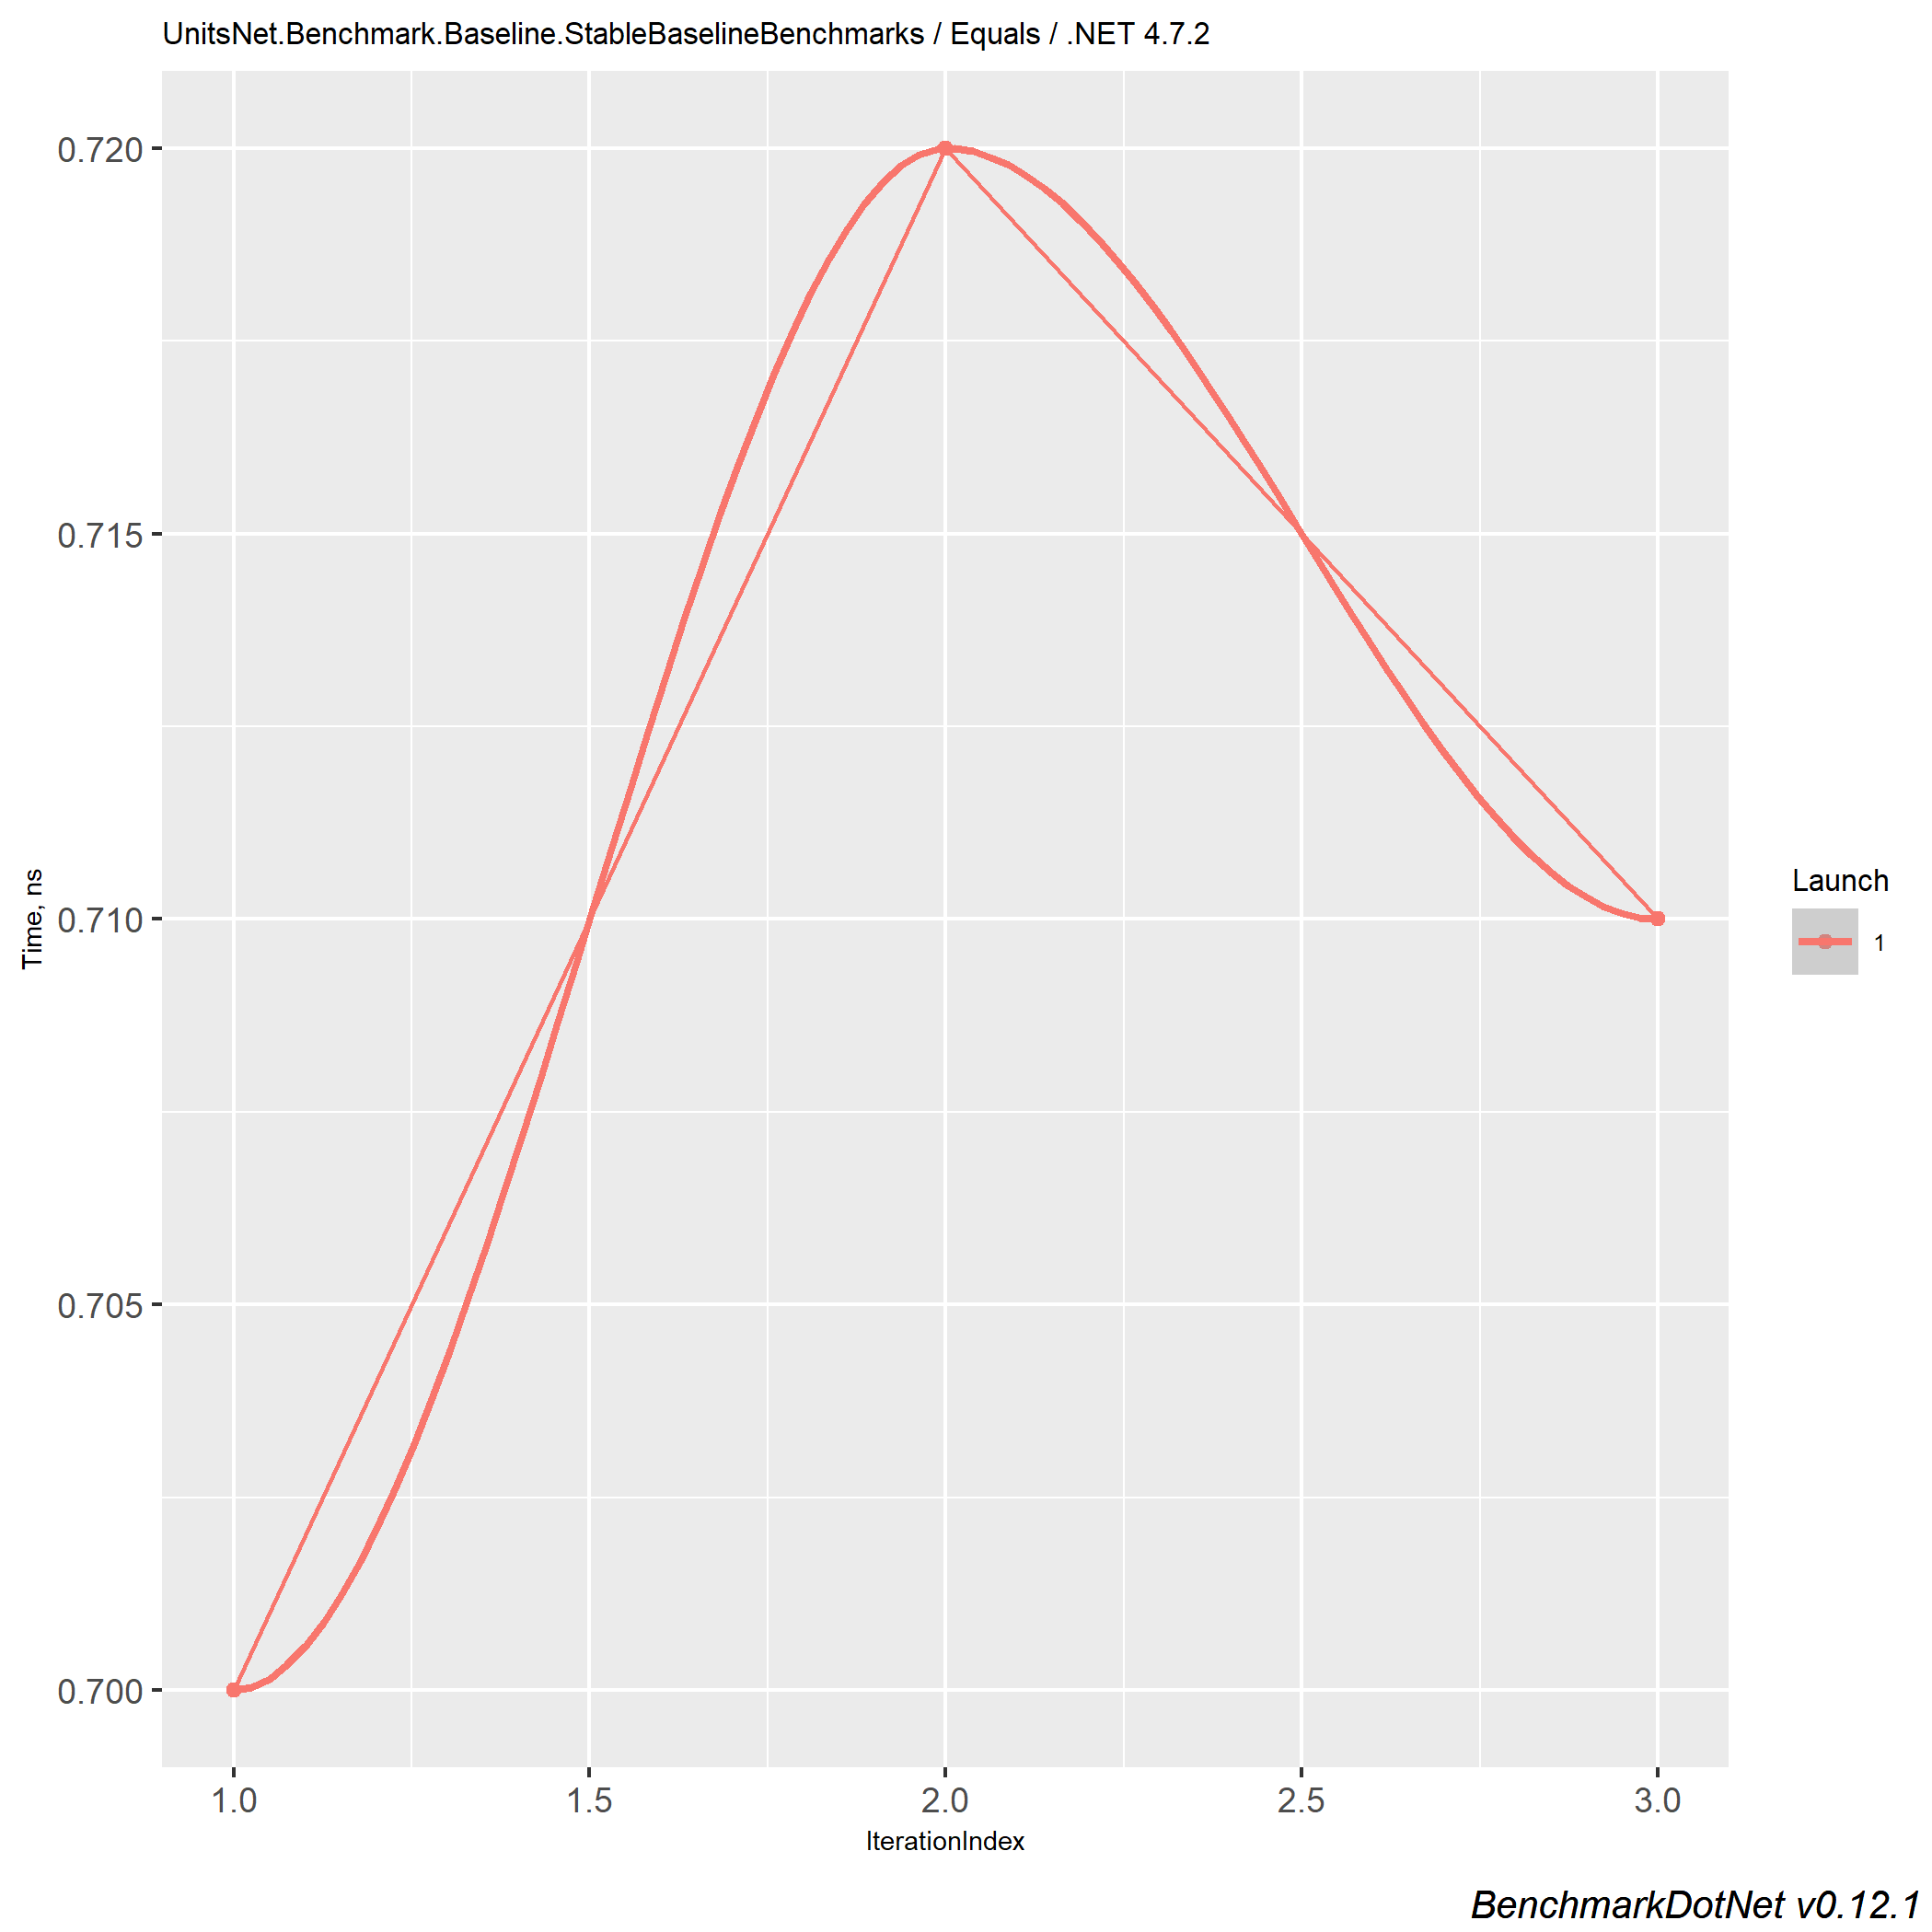 UnitsNet.Benchmark.Baseline.StableBaselineBenchmarks / Equals / .NET 4.7.2
0.720
0.715
0.710
0.705
0.700
Time, ns
1.0 1.5 2.0 2.5 3.0
IterationIndex
Launch
1
BenchmarkDotNet v0.12.1